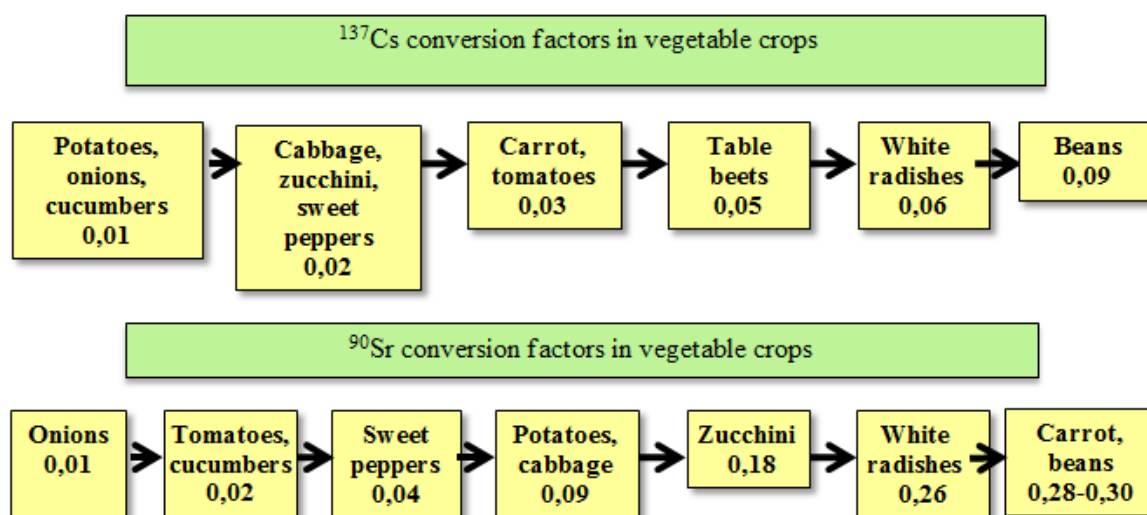 ¹³⁷Cs conversion factors in vegetable crops
Potatoes,
onions,
cucumbers
0,01
Cabbage,
zucchini,
sweet
peppers
0,02
Carrot,
tomatoes
0,03
Table
beets
0,05
White
radishes
0,06
Beans
0,09
⁹⁰Sr conversion factors in vegetable crops
Onions
0,01
Tomatoes,
cucumbers
0,02
Sweet
peppers
0,04
Potatoes,
cabbage
0,09
Zucchini
0,18
White
radishes
0,26
Carrot,
beans
0,28-0,30